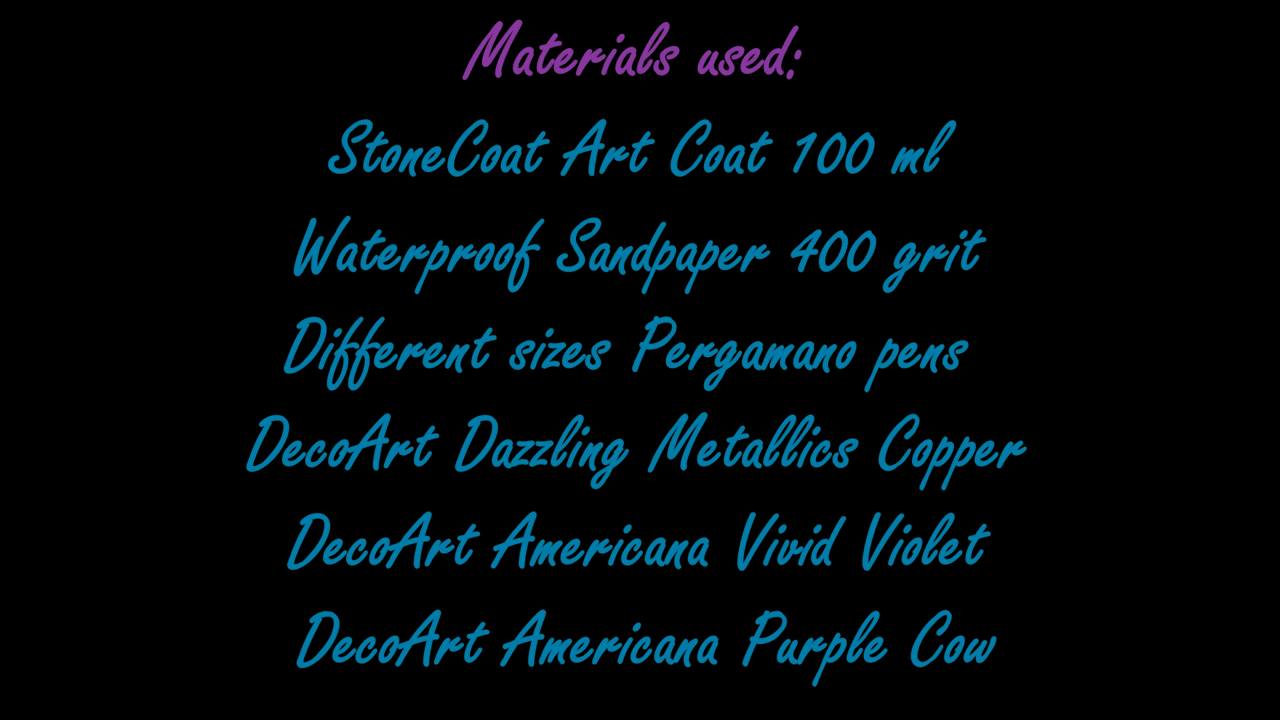 Materials used:
StoneCoat Art Coat 100 ml
Waterproof Sandpaper 400 grit
Different sizes Pergamano pens
DecoArt Dazzling Metallics Copper
DecoArt Americana Vivid Violet
DecoArt Americana Purple Cow